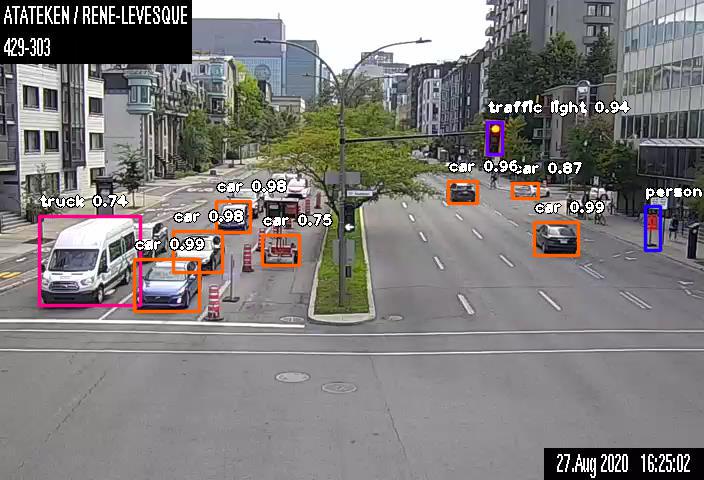 ATATEKEN / RENE-LEVESQUE
429-303
traffic light 0.94
car 0.96
car 0.87
car 0.98
person
truck 0.74
car 0.98
car 0.75
car 0.99
car 0.99
27.Aug 2020 16:25:02